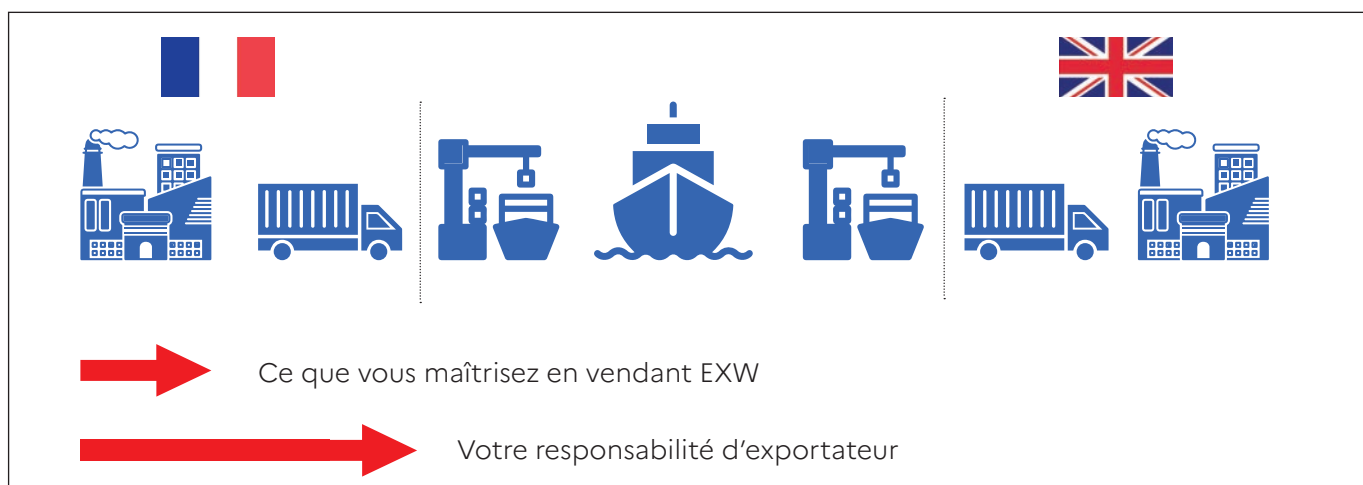 Ce que vous maîtrisez en vendant EXW
Votre responsabilité d’exportateur